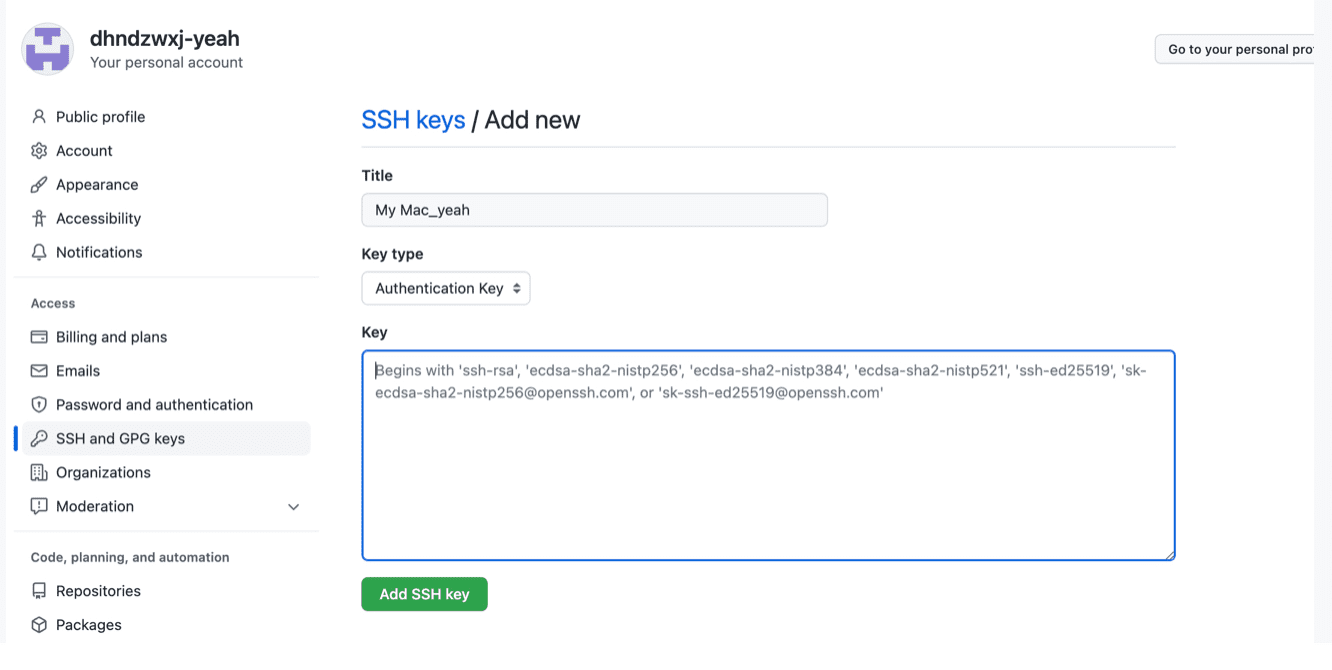 dhndzwxj-yeah
Your personal account
Go to your personal pro
Public profile
Account
Appearance
Accessibility
Notifications
Access
Billing and plans
Emails
Password and authentication
SSH and GPG keys
Organizations
Moderation
Code, planning, and automation
Repositories
Packages
SSH keys / Add new
Title
My Mac_yeah
Key type
Authentication Key
Key
Begins with 'ssh-rsa', 'ecdsa-sha2-nistp256', 'ecdsa-sha2-nistp384', 'ecdsa-sha2-nistp521', 'ssh-ed25519', 'sk-
ecdsa-sha2-nistp256@openssh.com', or 'sk-ssh-ed25519@openssh.com'
Add SSH key